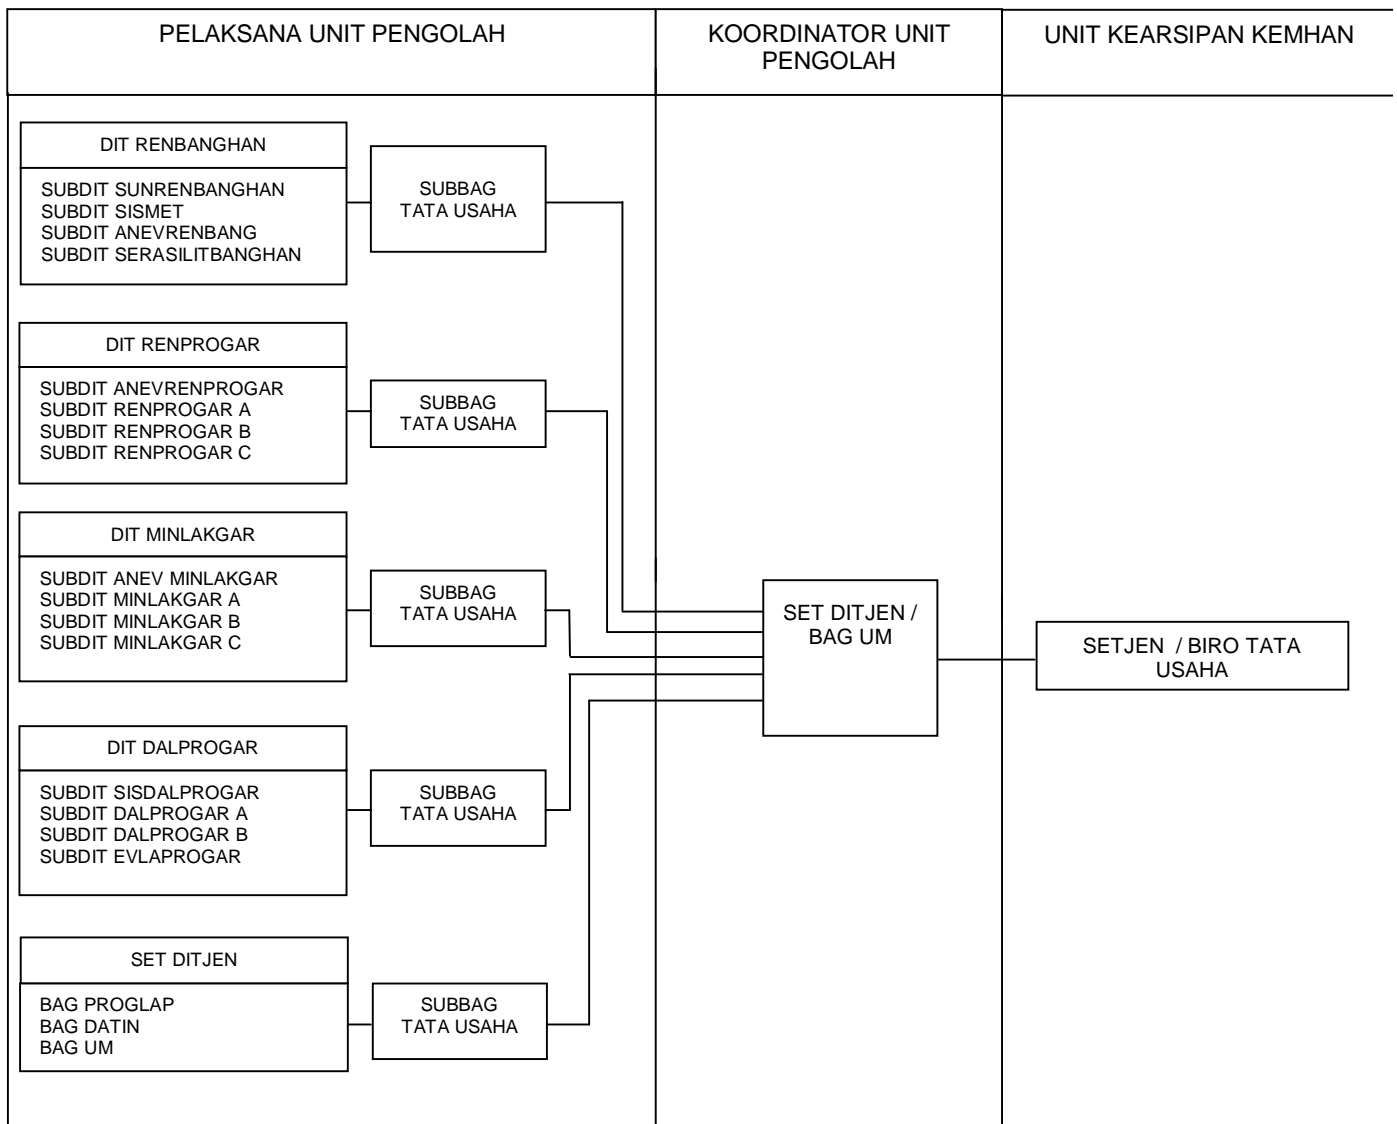 PELAKSANA UNIT PENGOLAH
KOORDINATOR UNIT
PENGOLAH
UNIT KEARSIPAN KEMHAN
DIT RENBANGHAN
SUBDIT SUNRENBANGHAN
SUBDIT SISMET
SUBDIT ANEVRENBANG
SUBDIT SERASILITBANGHAN
SUBBAG
TATA USAHA
DIT RENPROGAR
SUBDIT ANEVRENPROGAR
SUBDIT RENPROGAR A
SUBDIT RENPROGAR B
SUBDIT RENPROGAR C
SUBBAG
TATA USAHA
DIT MINLAKGAR
SUBDIT ANEV MINLAKGAR
SUBDIT MINLAKGAR A
SUBDIT MINLAKGAR B
SUBDIT MINLAKGAR C
SUBBAG
TATA USAHA
DIT DALPROGAR
SUBDIT SISDALPROGAR
SUBDIT DALPROGAR A
SUBDIT DALPROGAR B
SUBDIT EVLAPROGAR
SUBBAG
TATA USAHA
SET DITJEN
BAG PROGLAP
BAG DATIN
BAG UM
SUBBAG
TATA USAHA
SET DITJEN /
BAG UM
SETJEN / BIRO TATA
USAHA